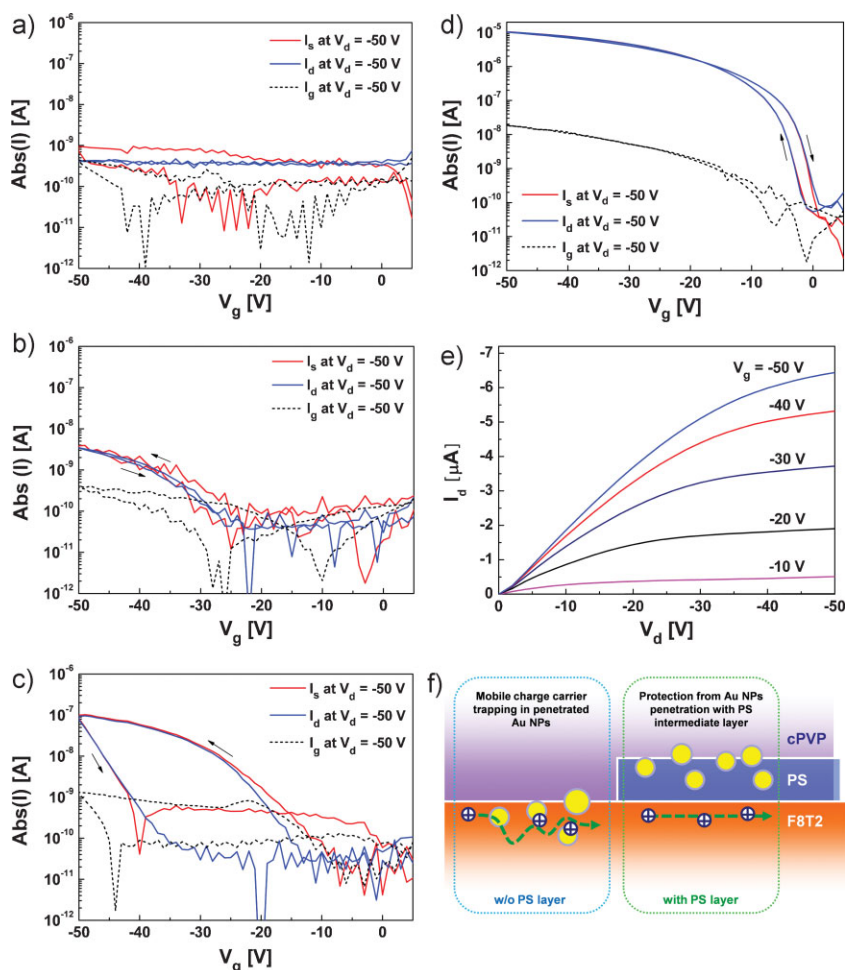 a)
Abs(I) [A]
10⁻⁶
10⁻⁷
10⁻⁸
10⁻⁹
10⁻¹⁰
10⁻¹¹
10⁻¹²
Iₛ at V_d = -50 V
I_d at V_d = -50 V
I_g at V_d = -50 V
-50 -40 -30 -20 -10 0
V_g [V]
b)
Abs (I) [A]
10⁻⁶
10⁻⁷
10⁻⁸
10⁻⁹
10⁻¹⁰
10⁻¹¹
10⁻¹²
Iₛ at V_d = -50 V
I_d at V_d = -50 V
I_g at V_d = -50 V
-50 -40 -30 -20 -10 0
V_g [V]
c)
Abs(I) [A]
10⁻⁶
10⁻⁷
10⁻⁸
10⁻⁹
10⁻¹⁰
10⁻¹¹
10⁻¹²
Iₛ at V_d = -50 V
I_d at V_d = -50 V
I_g at V_d = -50 V
-50 -40 -30 -20 -10 0
V_g [V]
d)
Abs(I) [A]
10⁻⁵
10⁻⁶
10⁻⁷
10⁻⁸
10⁻⁹
10⁻¹⁰
10⁻¹¹
10⁻¹²
Iₛ at V_d = -50 V
I_d at V_d = -50 V
I_g at V_d = -50 V
-50 -40 -30 -20 -10 0
V_g [V]
e)
I_d [μA]
-7
-6
-5
-4
-3
-2
-1
0
V_g = -50 V
-40 V
-30 V
-20 V
-10 V
0 -10 -20 -30 -40 -50
V_d [V]
f)
Mobile charge carrier
trapping in penetrated
Au NPs
Protection from Au NPs
penetration with PS
intermediate layer
cPVP
PS
F8T2
w/o PS layer
with PS layer